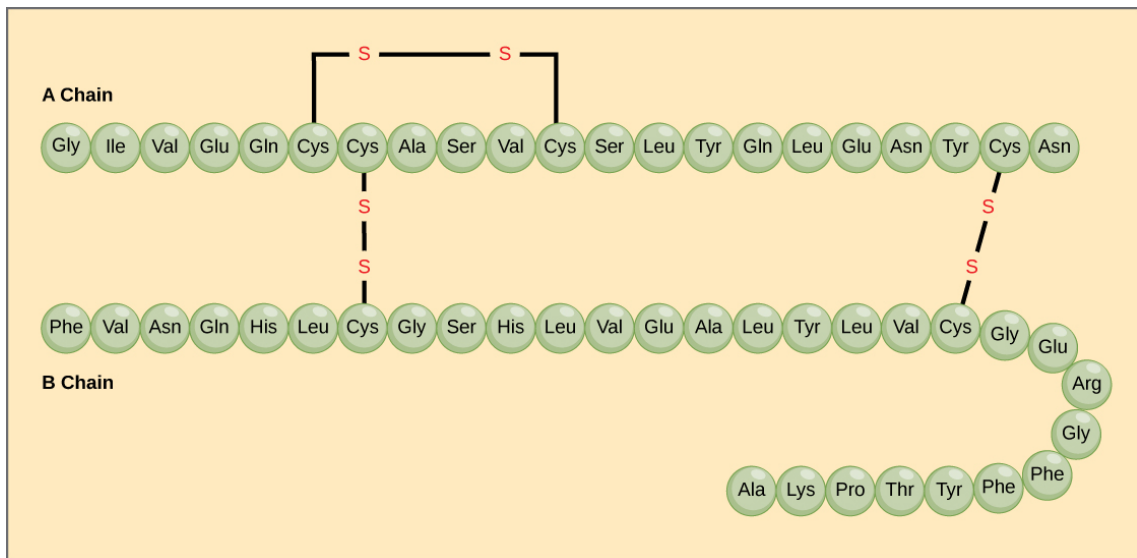 S S
A Chain
Gly Ile Val Glu Gln Cys Cys Ala Ser Val Cys Ser Leu Tyr Gln Leu Glu Asn Tyr Cys Asn
S S
S S
Phe Val Asn Gln His Leu Cys Gly Ser His Leu Val Glu Ala Leu Tyr Leu Val Cys Gly Glu
B Chain
Arg
Gly
Ala Lys Pro Thr Tyr Phe Phe